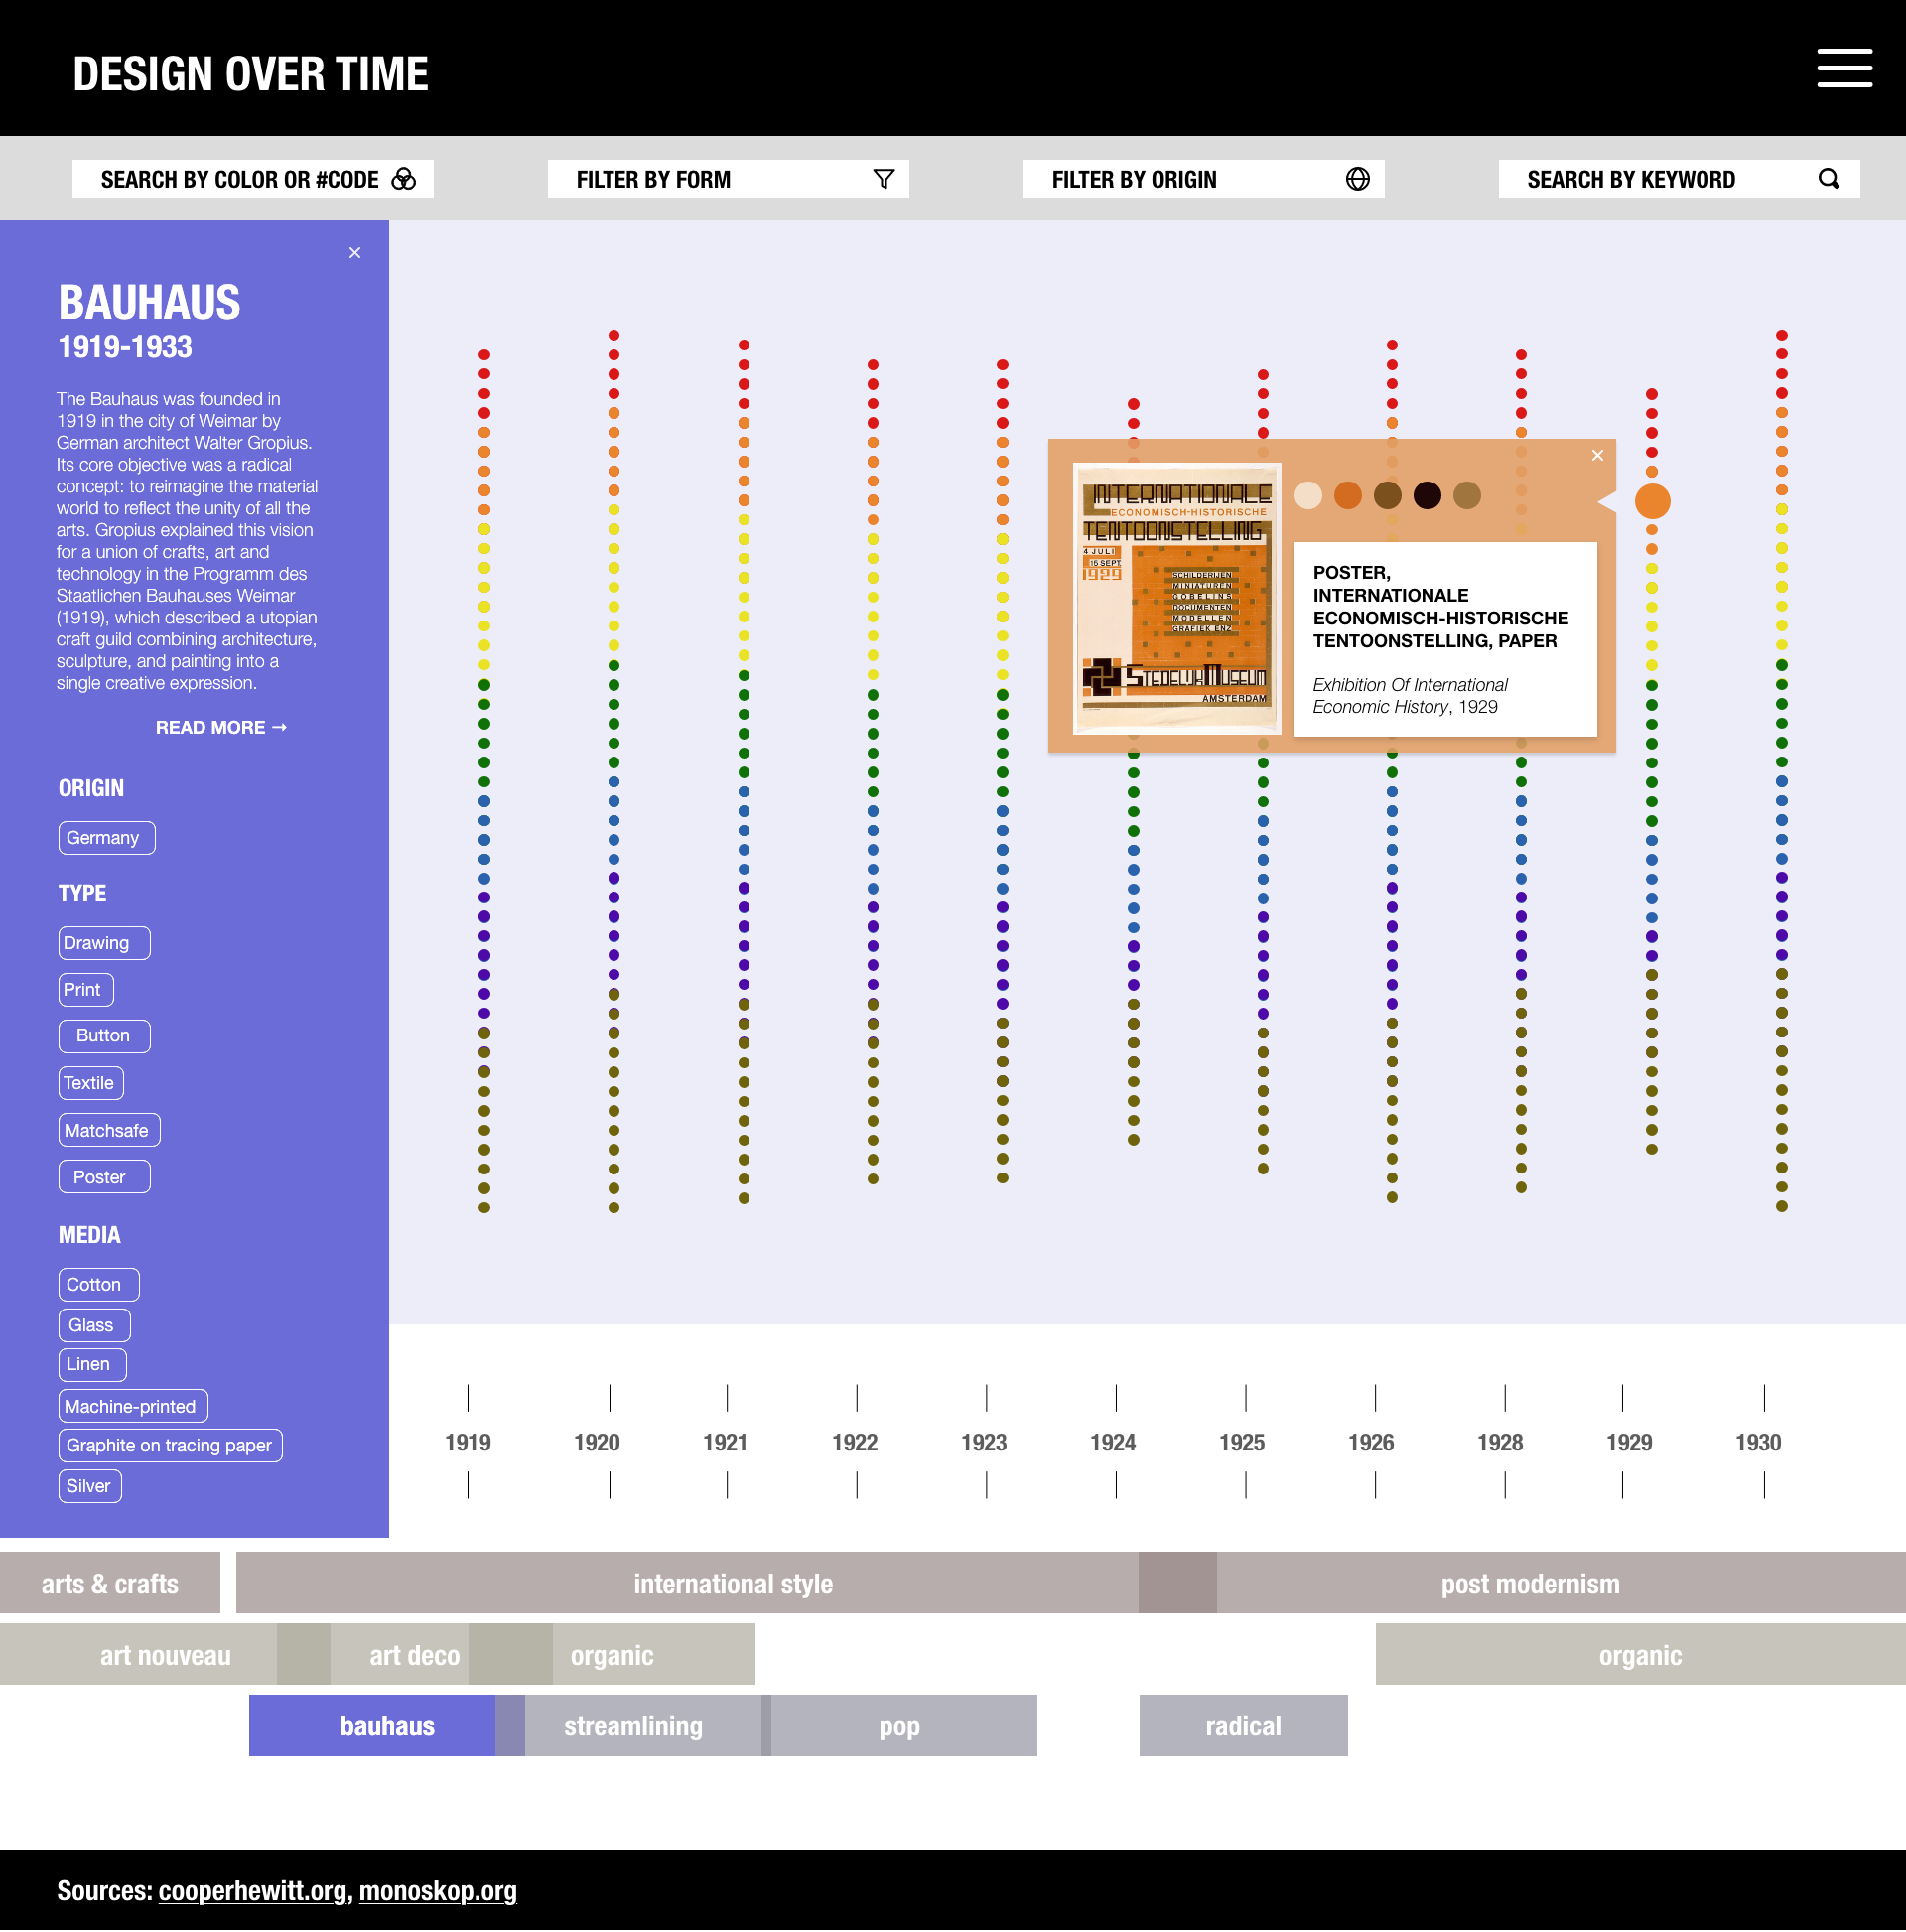 DESIGN OVER TIME
SEARCH BY COLOR OR #CODE
FILTER BY FORM
FILTER BY ORIGIN
SEARCH BY KEYWORD
BAUHAUS
1919-1933
The Bauhaus was founded in
1919 in the city of Weimar by
German architect Walter Gropius.
Its core objective was a radical
concept: to reimagine the material
world to reflect the unity of all the
arts. Gropius explained this vision
for a union of crafts, art and
technology in the Programm des
Staatlichen Bauhauses Weimar
(1919), which described a utopian
craft guild combining architecture,
sculpture, and painting into a
single creative expression.
READ MORE →
ORIGIN
Germany
TYPE
Drawing
Print
Button
Textile
Matchsafe
Poster
MEDIA
Cotton
Glass
Linen
Machine-printed
Graphite on tracing paper
Silver
INTERNATIONALE
ECONOMISCH-HISTORISCHE
TENTOONSTELLING
4 JULI
15 SEPT
1929
SCHILDERIJEN
MINIATUREN
GOBELINS
DOCUMENTEN
MODELLEN
GRAFIEK ENZ
STEDELIJK MUSEUM
AMSTERDAM
POSTER,
INTERNATIONALE
ECONOMISCH-HISTORISCHE
TENTOONSTELLING, PAPER
Exhibition Of International
Economic History, 1929
1919 1920 1921 1922 1923 1924 1925 1926 1928 1929 1930
arts & crafts international style post modernism
art nouveau art deco organic organic
bauhaus streamlining pop radical
Sources: cooperhewitt.org, monoskop.org